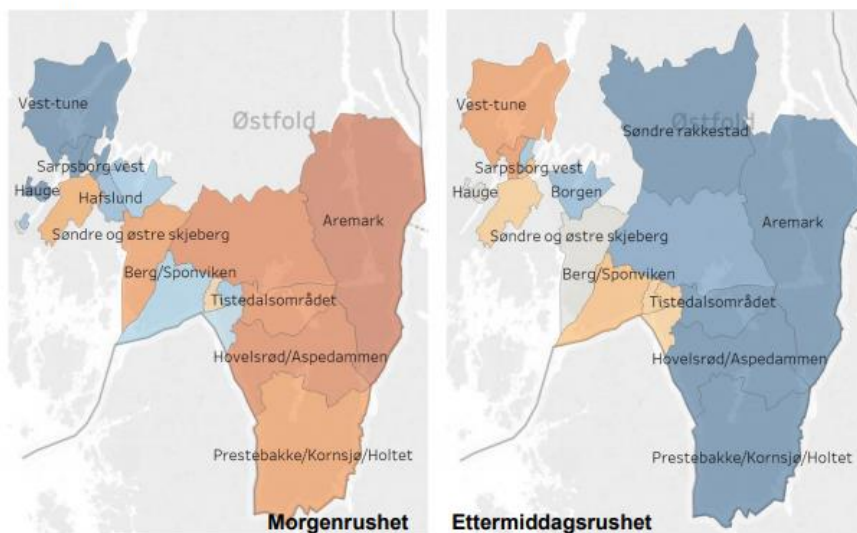 Vest-tune
Østfold
Sarpsborg vest
Hauge
Hafslund
Aremark
Søndre og østre skjeberg
Berg/Sponviken
Tistedalsområdet
Hovelsrød/Aspedammen
Prestebakke/Kornsjø/Holtet
Morgenrushet
Vest-tune
Østfold
Søndre rakkestad
Sarpsborg vest
Hauge
Borgen
Aremark
Søndre og østre skjeberg
Berg/Sponviken
Tistedalsområdet
Hovelsrød/Aspedammen
Prestebakke/Kornsjø/Holtet
Ettermiddagsrushet